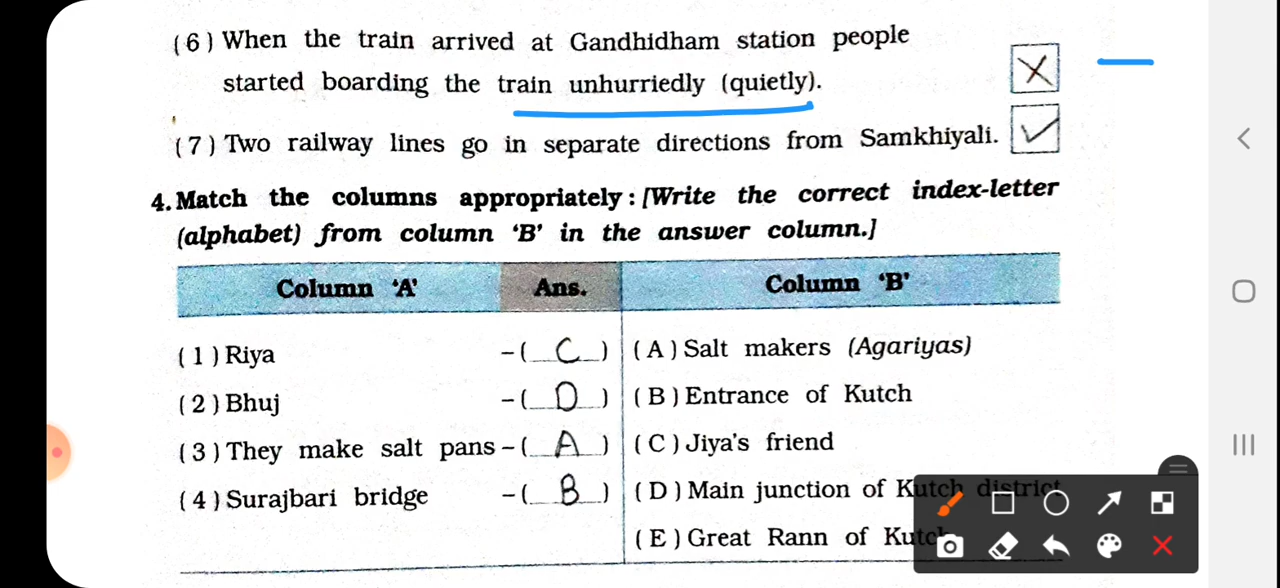 (6) When the train arrived at Gandhidham station people
started boarding the train unhurriedly (quietly). ✗
(7) Two railway lines go in separate directions from Samkhiyali. ✓
4. Match the columns appropriately : [Write the correct index-letter
(alphabet) from column 'B' in the answer column.]
Column 'A' Ans. Column 'B'
(1) Riya -( C ) (A) Salt makers (Agariyas)
(2) Bhuj -( D ) (B) Entrance of Kutch
(3) They make salt pans -( A ) (C) Jiya's friend
(4) Surajbari bridge -( B ) (D) Main junction of Kutch district
(E) Great Rann of Kutch